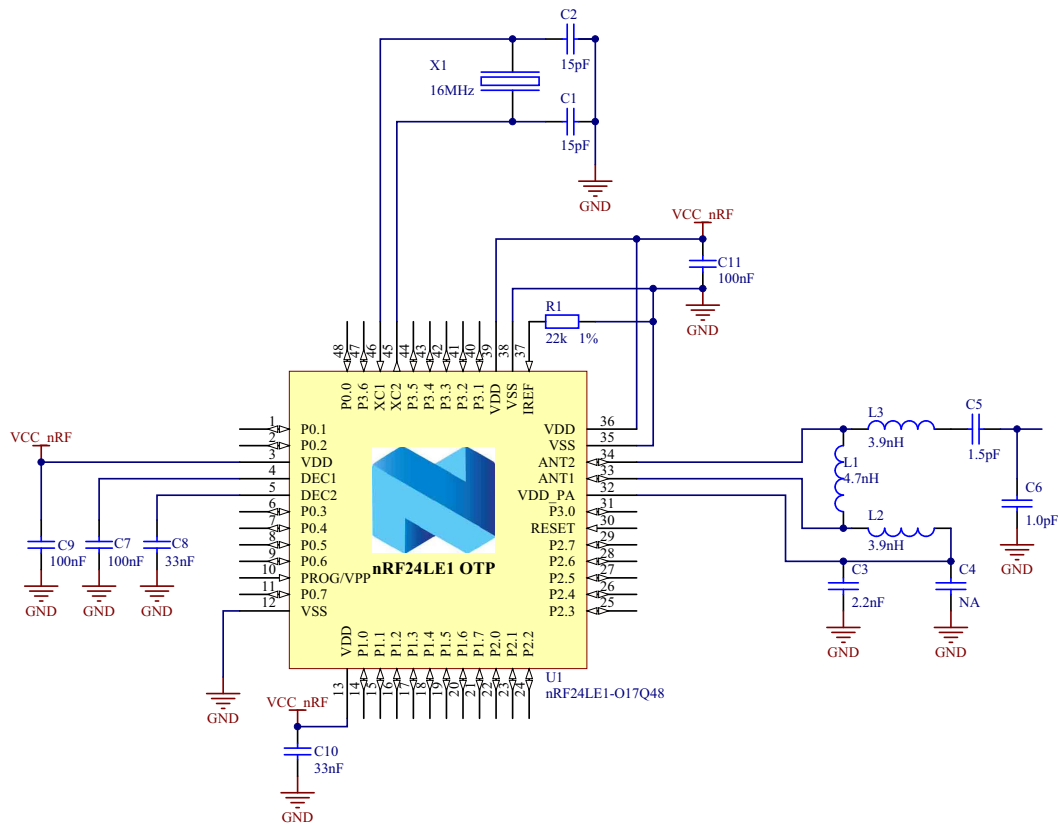 C2
15pF
X1
16MHz
C1
15pF
GND
VCC_nRF
C11
100nF
GND
R1
22k 1%
48 47 46 45 44 43 42 41 40 39 38 37
P0.0 P3.6 XC1 XC2 P3.5 P3.4 P3.3 P3.2 P3.1 VDD VSS IREF
VCC_nRF
1 P0.1
2 P0.2
3 VDD
4 DEC1
5 DEC2
6 P0.3
7 P0.4
8 P0.5
9 P0.6
10 PROG/VPP
11 P0.7
12 VSS
VDD 36
VSS 35
ANT2 34
ANT1 33
VDD_PA 32
P3.0 31
RESET 30
P2.7 29
P2.6 28
P2.5 27
P2.4 26
P2.3 25
nRF24LE1 OTP
C9
100nF
GND
C7
100nF
GND
C8
33nF
GND
L3
3.9nH
C5
1.5pF
L1
4.7nH
C6
1.0pF
GND
L2
3.9nH
C3
2.2nF
GND
C4
NA
GND
VDD P1.0 P1.1 P1.2 P1.3 P1.4 P1.5 P1.6 P1.7 P2.0 P2.1 P2.2
13 14 15 16 17 18 19 20 21 22 23 24
U1
nRF24LE1-O17Q48
GND
VCC_nRF
C10
33nF
GND